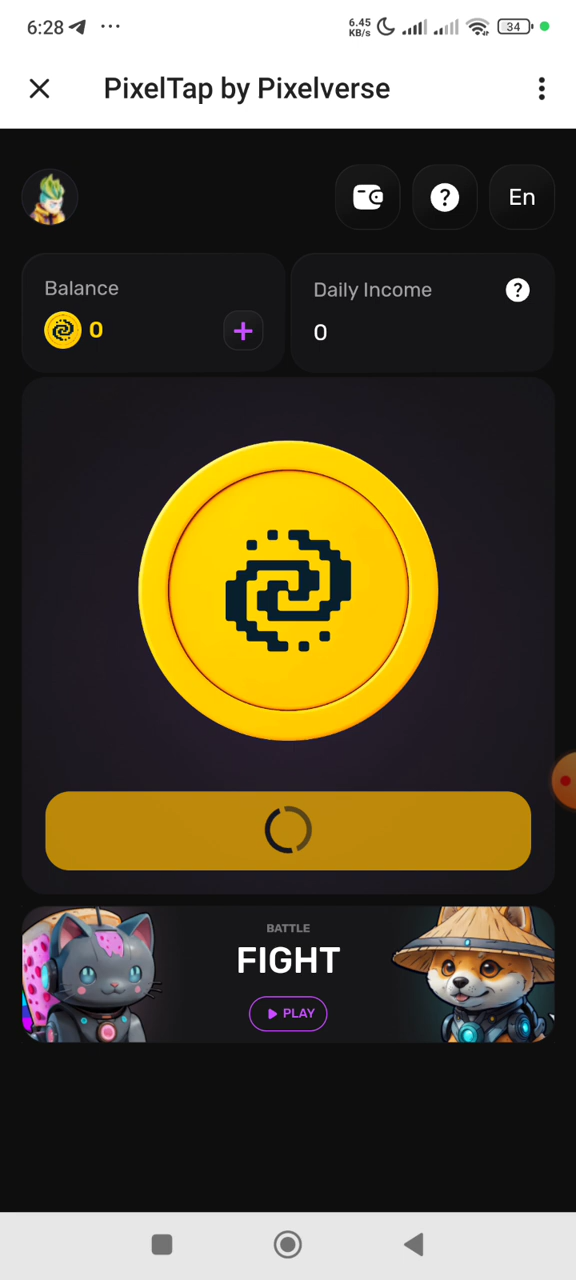 6:28
6.45
KB/s
34
PixelTap by Pixelverse
En
Balance
0
Daily Income
0
BATTLE
FIGHT
PLAY